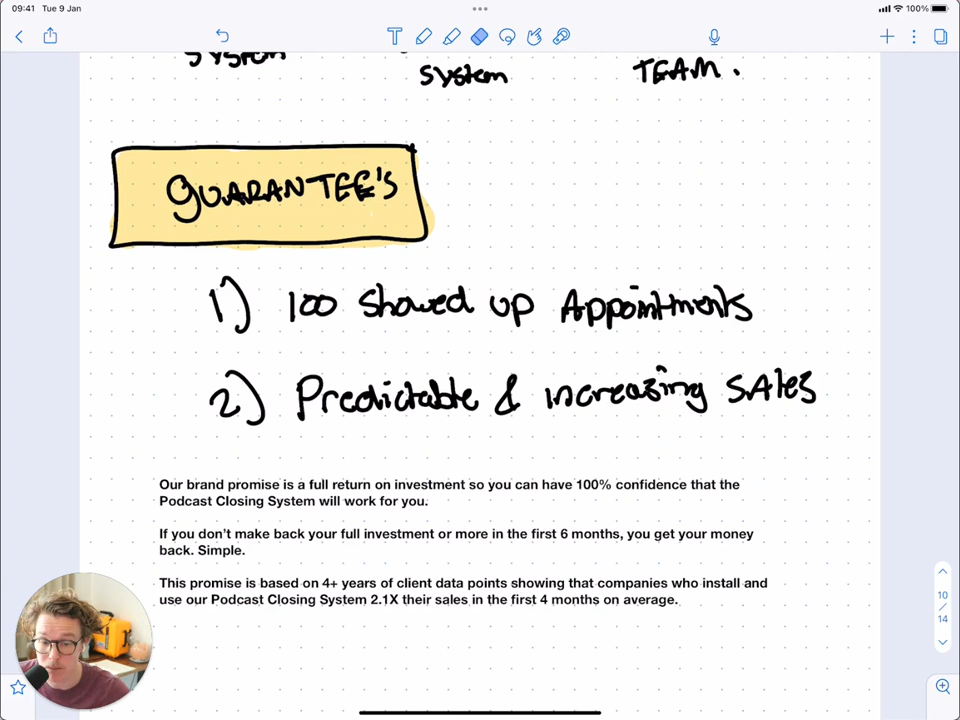 09:41 Tue 9 Jan
100%
SYSTEM
SYSTEM
TEAM.
GUARANTEE'S
1) 100 Showed up Appointments
2) Predictable & increasing SALES
Our brand promise is a full return on investment so you can have 100% confidence that the
Podcast Closing System will work for you.
If you don't make back your full investment or more in the first 6 months, you get your money
back. Simple.
This promise is based on 4+ years of client data points showing that companies who install and
use our Podcast Closing System 2.1X their sales in the first 4 months on average.
10
/
14